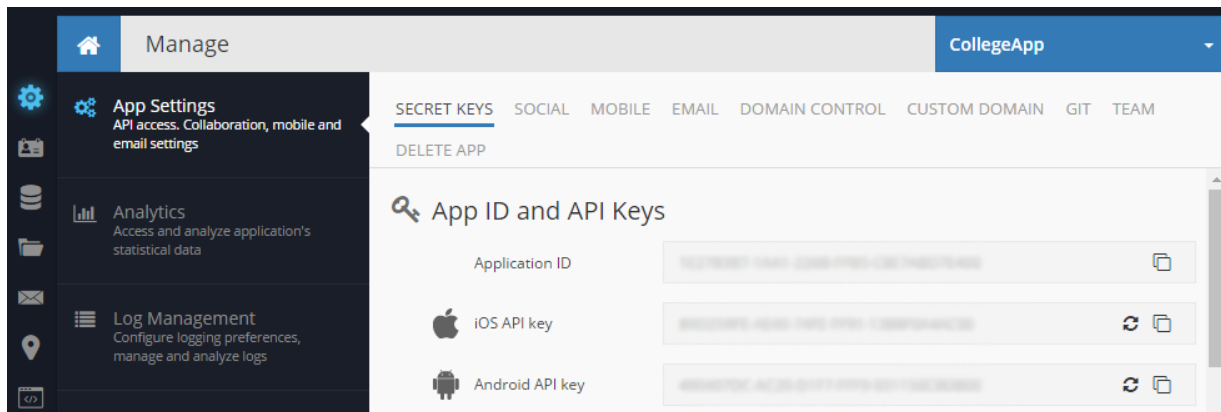 Manage
CollegeApp
App Settings
API access. Collaboration, mobile and
email settings
Analytics
Access and analyze application's
statistical data
Log Management
Configure logging preferences,
manage and analyze logs
SECRET KEYS SOCIAL MOBILE EMAIL DOMAIN CONTROL CUSTOM DOMAIN GIT TEAM
DELETE APP
App ID and API Keys
Application ID
iOS API key
Android API key